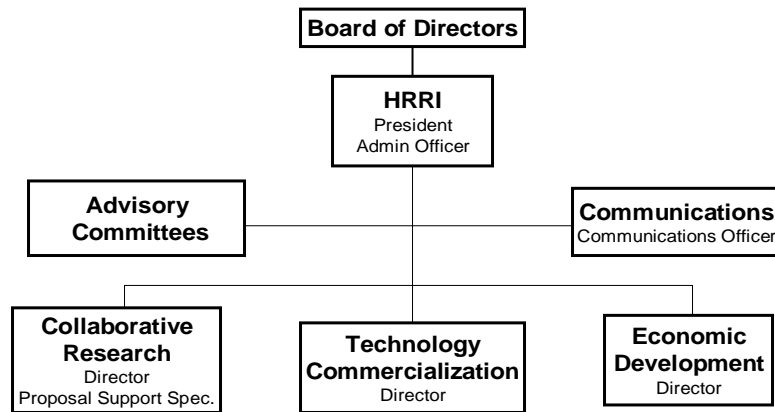 Board of Directors
HRRI
President
Admin Officer
Advisory
Committees
Communications
Communications Officer
Collaborative
Research
Director
Proposal Support Spec.
Technology
Commercialization
Director
Economic
Development
Director